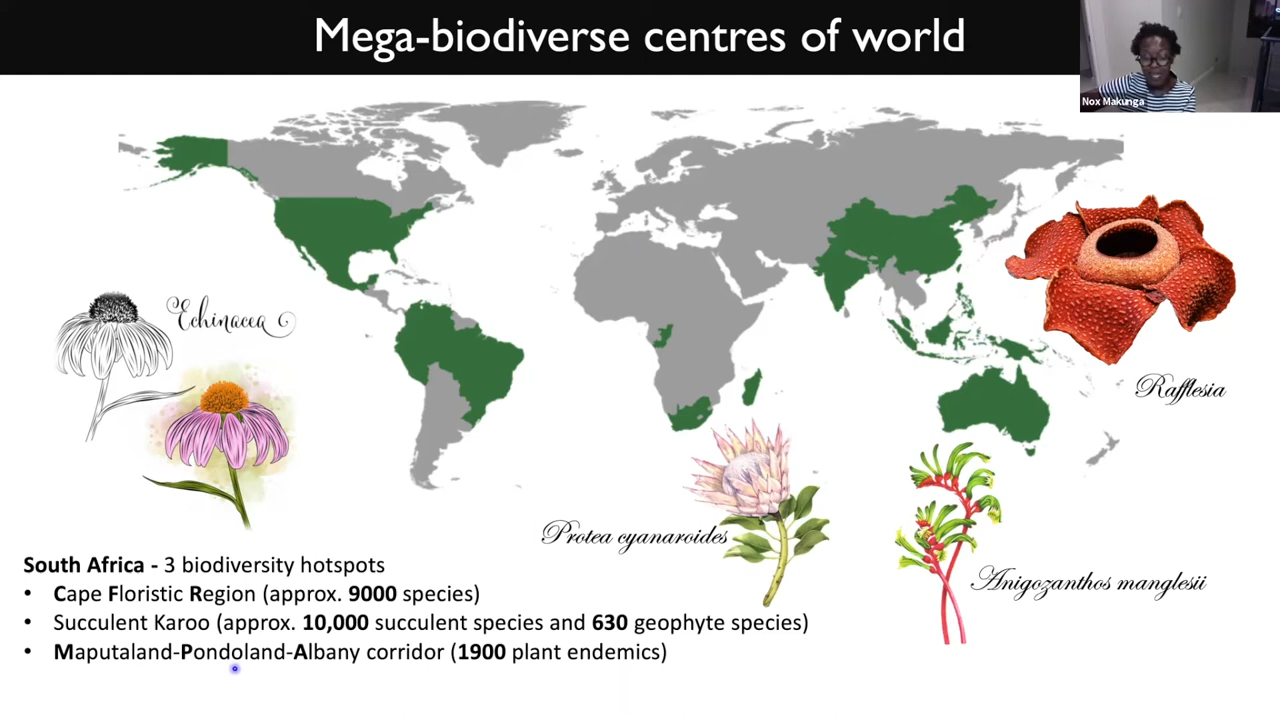 Mega-biodiverse centres of world
Nox Makunga
Echinacea
Rafflesia
Protea cyanaroides
Anigozanthos manglesii
South Africa - 3 biodiversity hotspots
• Cape Floristic Region (approx. 9000 species)
• Succulent Karoo (approx. 10,000 succulent species and 630 geophyte species)
• Maputaland-Pondoland-Albany corridor (1900 plant endemics)